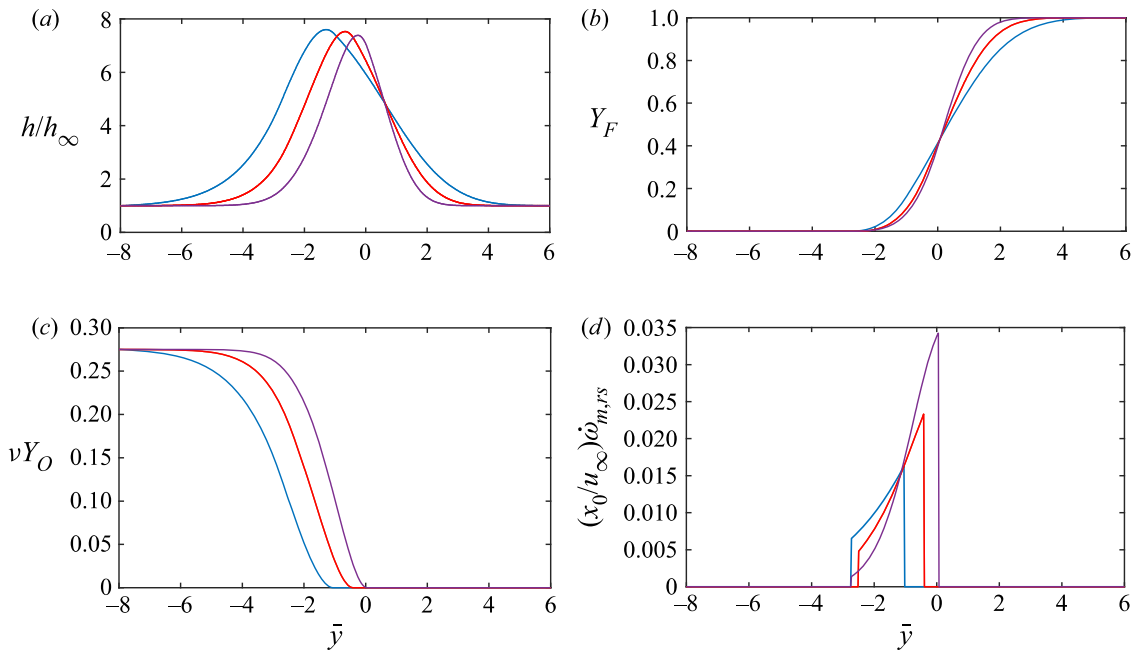 (a)
8
6
4
2
0
h/h∞
–8 –6 –4 –2 0 2 4 6
(b)
1.0
0.8
0.6
0.4
0.2
0
Y_F
–8 –6 –4 –2 0 2 4 6
(c)
0.30
0.25
0.20
0.15
0.10
0.05
0
νY_O
–8 –6 –4 –2 0 2 4 6
ȳ
(d)
0.035
0.030
0.025
0.020
0.015
0.010
0.005
0
(x₀/u∞)ω̇_{m,rs}
–8 –6 –4 –2 0 2 4 6
ȳ